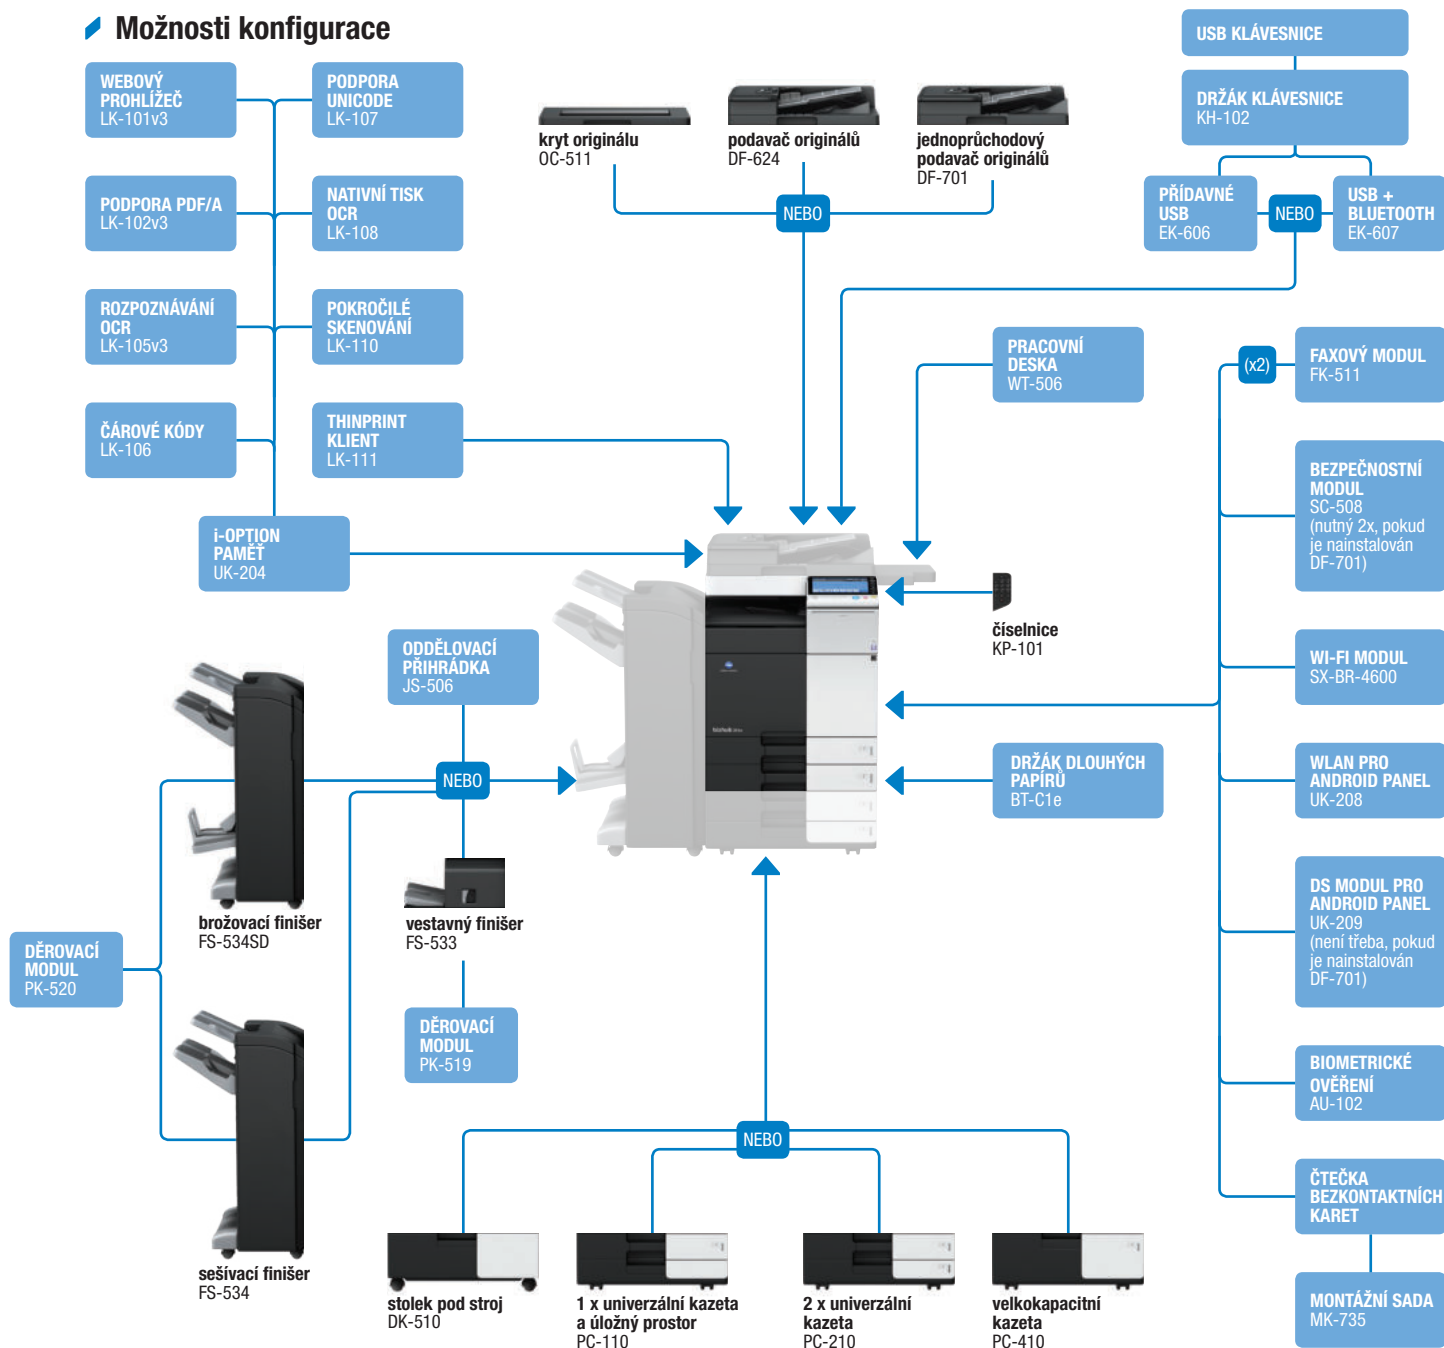 Možnosti konfigurace
WEBOVÝ
PROHLÍŽEČ
LK-101v3
PODPORA
UNICODE
LK-107
PODPORA PDF/A
LK-102v3
NATIVNÍ TISK
OCR
LK-108
ROZPOZNÁVÁNÍ
OCR
LK-105v3
POKROČILÉ
SKENOVÁNÍ
LK-110
ČÁROVÉ KÓDY
LK-106
THINPRINT
KLIENT
LK-111
i-OPTION
PAMĚŤ
UK-204
kryt originálu
OC-511
podavač originálů
DF-624
jednoprůchodový
podavač originálů
DF-701
NEBO
USB KLÁVESNICE
DRŽÁK KLÁVESNICE
KH-102
PŘÍDAVNÉ
USB
EK-606
NEBO
USB +
BLUETOOTH
EK-607
PRACOVNÍ
DESKA
WT-506
(x2)
FAXOVÝ MODUL
FK-511
BEZPEČNOSTNÍ
MODUL
SC-508
(nutný 2x, pokud
je nainstalován
DF-701)
číselnice
KP-101
WI-FI MODUL
SX-BR-4600
ODDĚLOVACÍ
PŘIHRÁDKA
JS-506
NEBO
DRŽÁK DLOUHÝCH
PAPÍRŮ
BT-C1e
WLAN PRO
ANDROID PANEL
UK-208
DS MODUL PRO
ANDROID PANEL
UK-209
(není třeba, pokud
je nainstalován
DF-701)
brožovací finišer
FS-534SD
vestavný finišer
FS-533
DĚROVACÍ
MODUL
PK-520
DĚROVACÍ
MODUL
PK-519
BIOMETRICKÉ
OVĚŘENÍ
AU-102
NEBO
ČTEČKA
BEZKONTAKTNÍCH
KARET
sešívací finišer
FS-534
stolek pod stroj
DK-510
1 x univerzální kazeta
a úložný prostor
PC-110
2 x univerzální
kazeta
PC-210
velkokapacitní
kazeta
PC-410
MONTÁŽNÍ SADA
MK-735